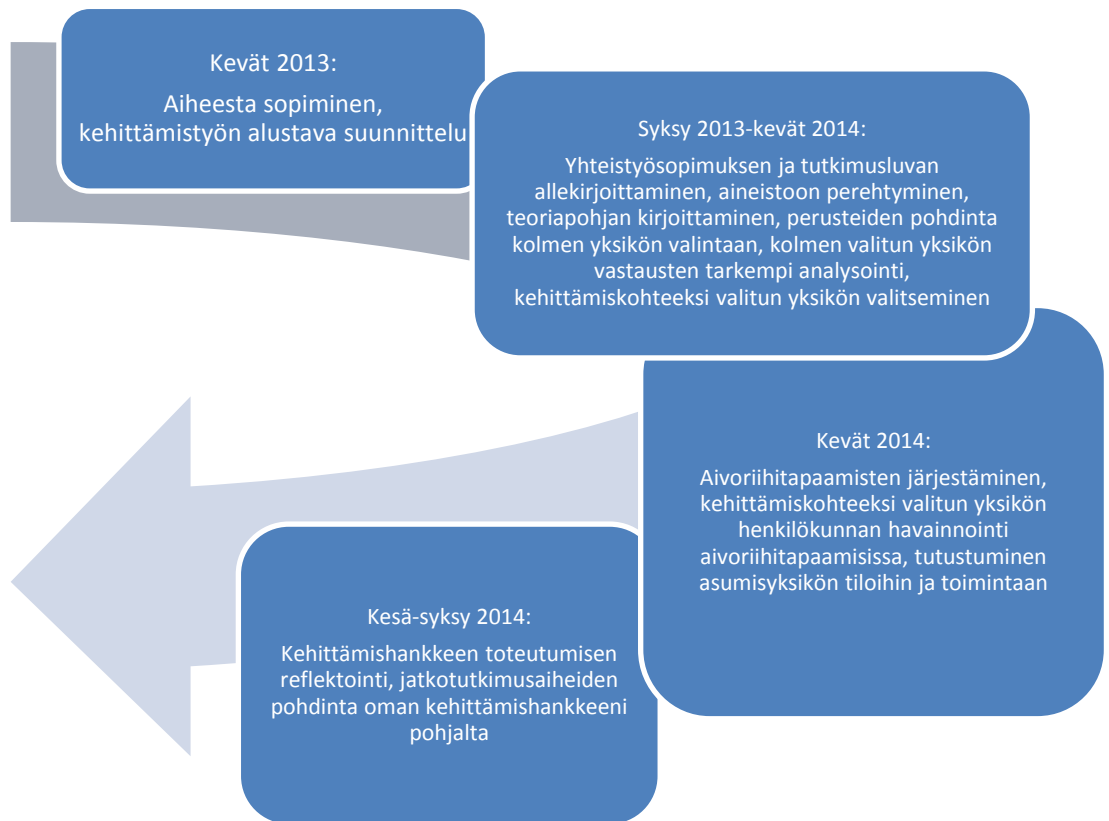 Kevät 2013:
Aiheesta sopiminen,
kehittämistyön alustava suunnittelu
Syksy 2013-kevät 2014:
Yhteistyösopimuksen ja tutkimusluvan
allekirjoittaminen, aineistoon perehtyminen,
teoriapohjan kirjoittaminen, perusteiden pohdinta
kolmen yksikön valintaan, kolmen valitun yksikön
vastausten tarkempi analysointi,
kehittämiskohteeksi valitun yksikön valitseminen
Kevät 2014:
Aivoriihitapaamisten järjestäminen,
kehittämiskohteeksi valitun yksikön
henkilökunnan havainnointi
aivoriihitapaamisissa, tutustuminen
asumisyksikön tiloihin ja toimintaan
Kesä-syksy 2014:
Kehittämishankkeen toteutumisen
reflektointi, jatkotutkimusaiheiden
pohdinta oman kehittämishankkeeni
pohjalta